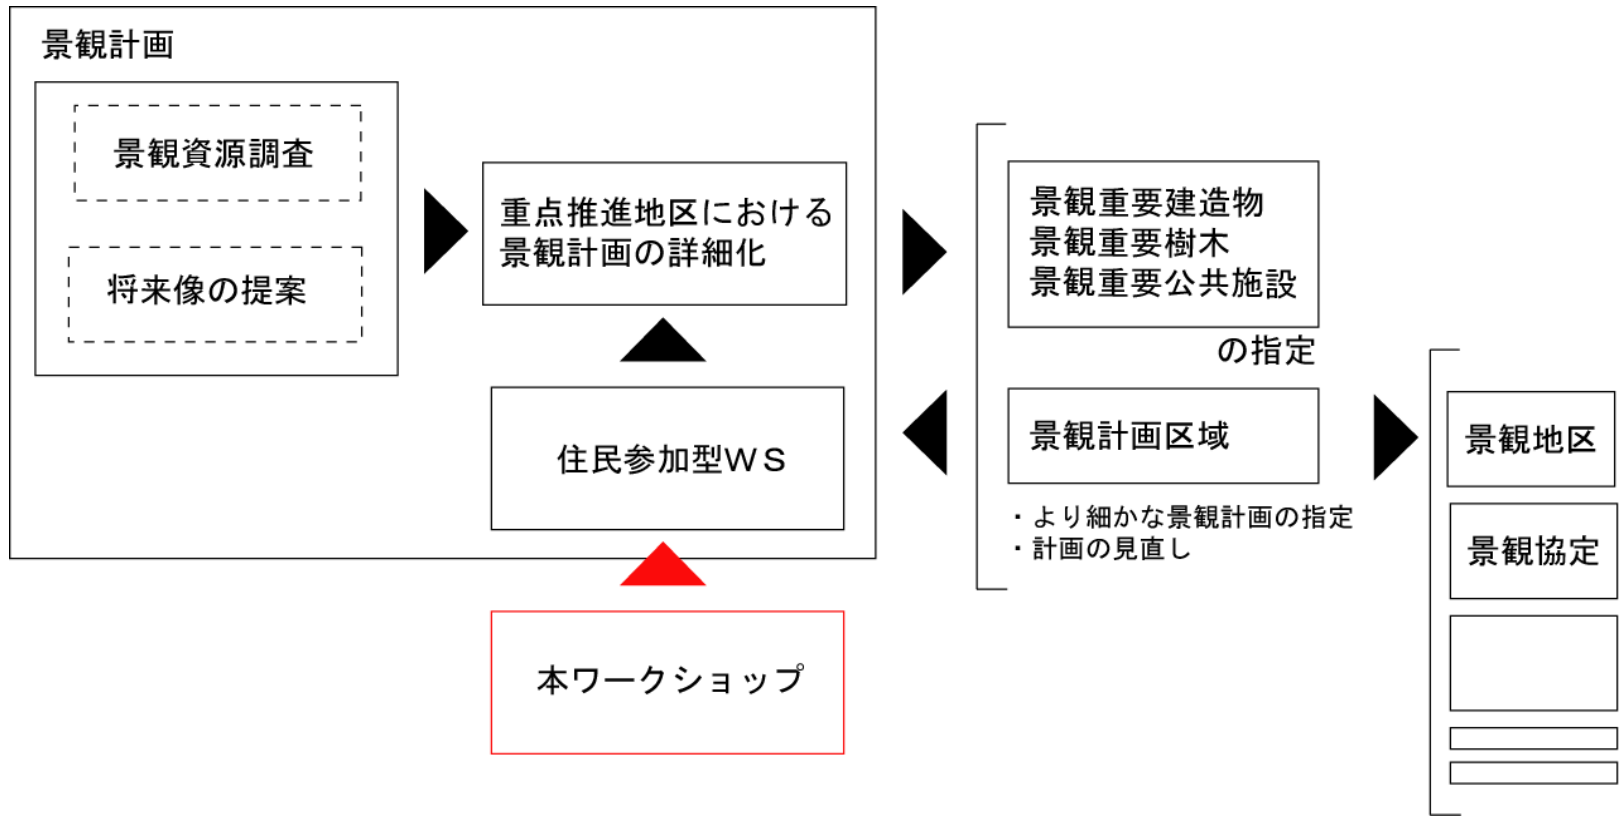 景観計画
景観資源調査
将来像の提案
重点推進地区における
景観計画の詳細化
住民参加型ＷＳ
本ワークショップ
景観重要建造物
景観重要樹木
景観重要公共施設
の指定
景観計画区域
・より細かな景観計画の指定
・計画の見直し
景観地区
景観協定